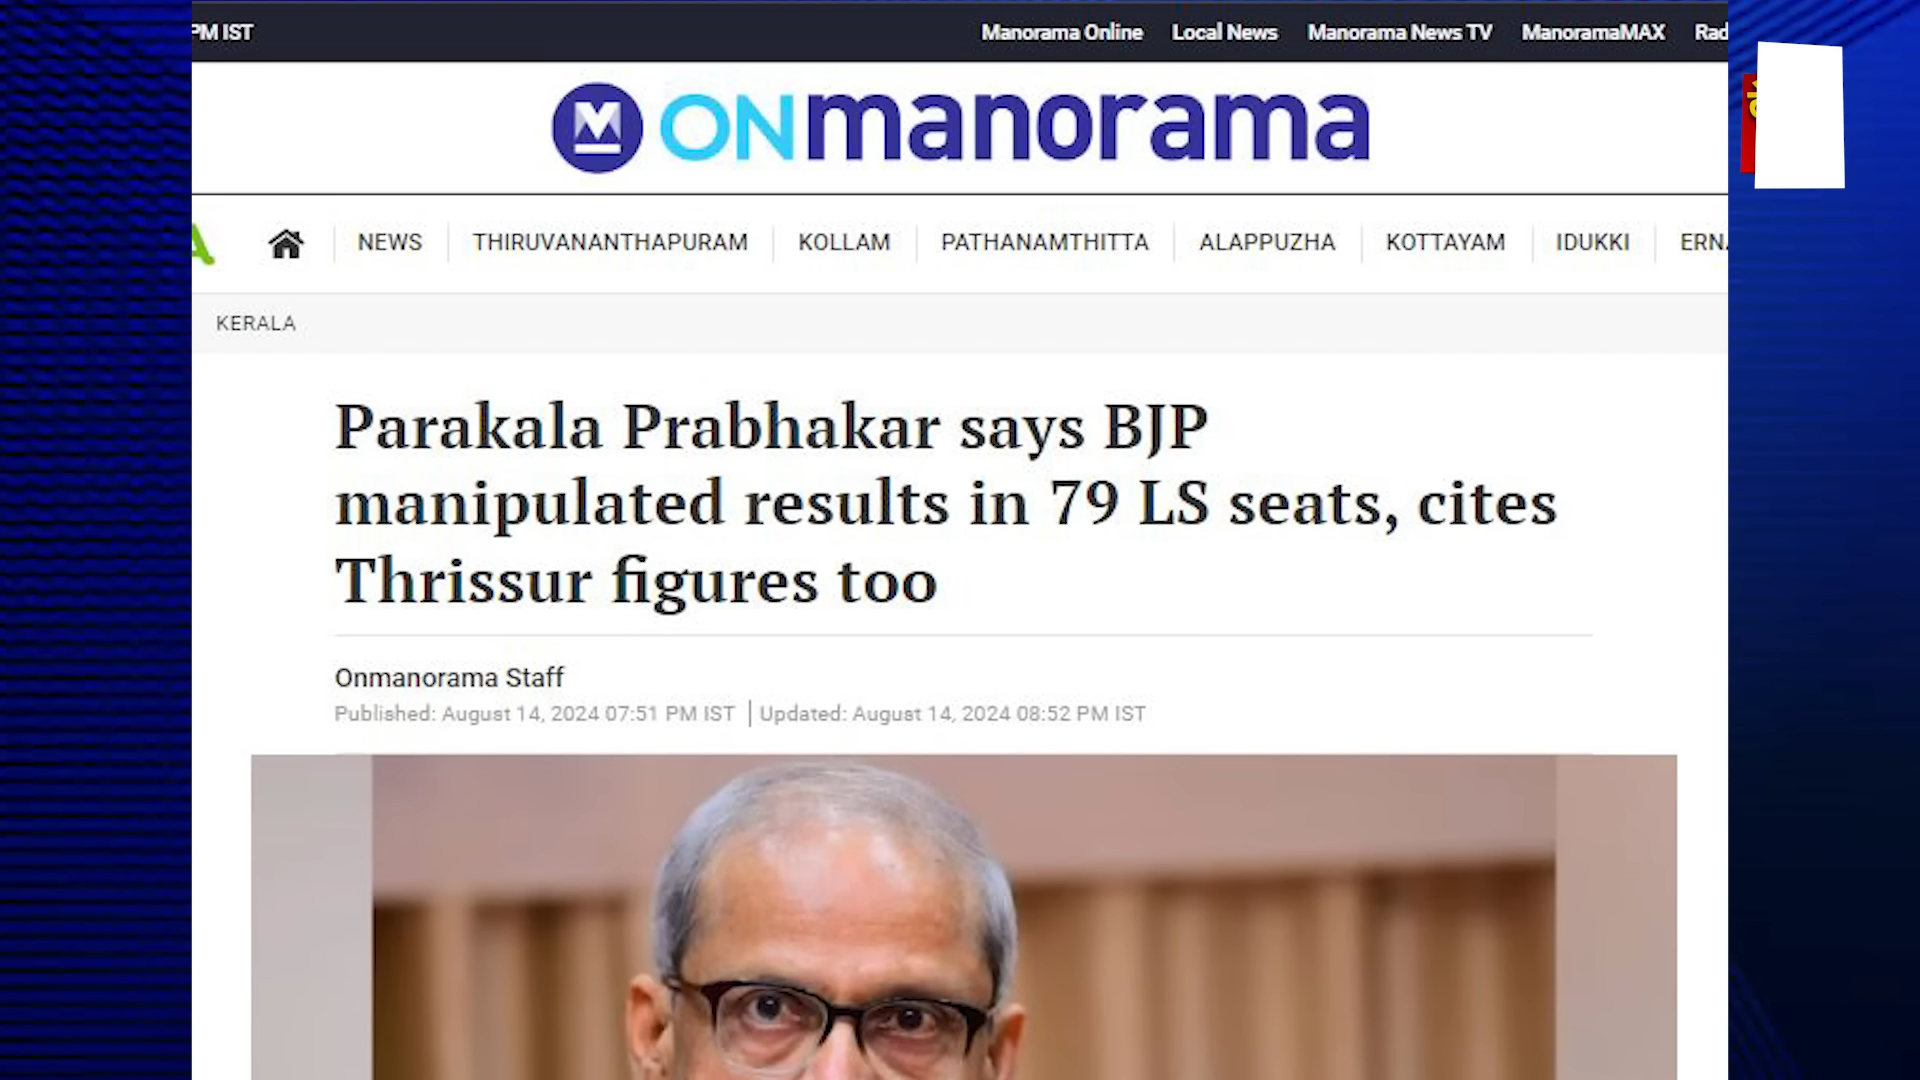 PM IST
Manorama Online Local News Manorama News TV ManoramaMAX
ONmanorama
NEWS THIRUVANANTHAPURAM KOLLAM PATHANAMTHITTA ALAPPUZHA KOTTAYAM IDUKKI
KERALA
Parakala Prabhakar says BJP
manipulated results in 79 LS seats, cites
Thrissur figures too
Onmanorama Staff
Published: August 14, 2024 07:51 PM IST | Updated: August 14, 2024 08:52 PM IST